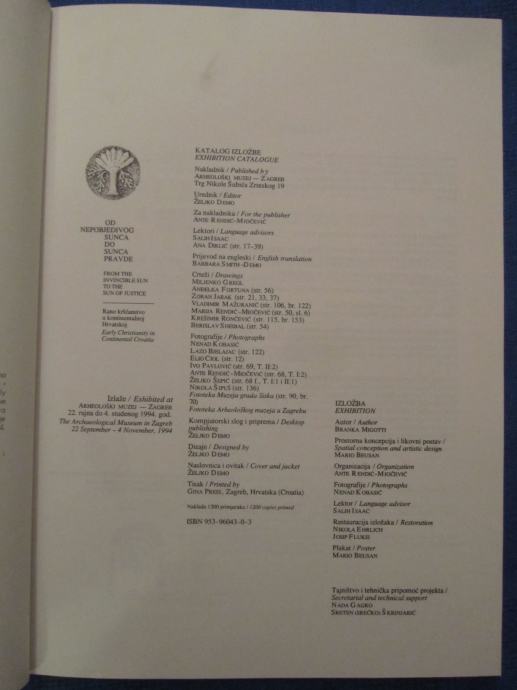 OD
NEPOBJEDIVOG
SUNCA
DO
SUNCA
PRAVDE
FROM THE
INVINCIBLE SUN
TO THE
SUN OF JUSTICE
Rano kršćanstvo
u kontinentalnoj
Hrvatskoj
Early Christianity in
Continental Croatia
Izlaže / Exhibited at
ARHEOLOŠKI MUZEJ — ZAGREB
22. rujna do 4. studenog 1994. god.
The Archaeological Museum in Zagreb
22 September – 4 November, 1994
KATALOG IZLOŽBE
EXHIBITION CATALOGUE
Nakladnik / Published by
ARHEOLOŠKI MUZEJ — ZAGREB
Trg Nikole Šubića Zrinskog 19
Urednik / Editor
ŽELJKO DEMO
Za nakladnika / For the publisher
ANTE RENDIĆ-MIOČEVIĆ
Lektori / Language advisors
SALIH ISAAC
ANA DIKLIĆ (str. 17–39)
Prijevod na engleski / English translation
BARBARA SMITH-DEMO
Crteži / Drawings
MILJENKO GREGL
ANĐELKA FORTUNA (str. 56)
ZORAN JARAK (str. 21, 33, 37)
VLADIMIR MAŽURANIĆ (str. 106, br. 122)
MARIJA RENDIĆ-MIOČEVIĆ (str. 50, sl. 6)
KREŠIMIR RONČEVIĆ (str. 115, br. 153)
BERISLAV SHEJBAL (str. 54)
Fotografije / Photographs
NENAD KOBASIĆ
LAZO (str. 122)
ELIO CIOL (str. 12)
IVO PAVLOVIĆ (str. 69, T. II:2)
ANTE RENDIĆ-MIOČEVIĆ (str. 68, T. I:2)
ŽELJKO ŠEPIĆ (str. 68 f., T. I:1 i II:1)
NIKOLA ŠIPUŠ (str. 136)
Fototeka Muzeja grada Siska (str. 90, br.
70)
Fototeka Arheološkog muzeja u Zagrebu
Kompjutorski slog i priprema / Desktop
publishing
ŽELJKO DEMO
Dizajn / Designed by
ŽELJKO DEMO
Naslovnica i ovitak / Cover and jacket
ŽELJKO DEMO
Tisak / Printed by
GINA PRESS, Zagreb, Hrvatska (Croatia)
Naklada 1200 primjeraka / 1200 copies printed
ISBN 953-96043-0-3
IZLOŽBA
EXHIBITION
Autor / Author
BRANKA MIGOTTI
Prostorna koncepcija i likovni postav /
Spatial conception and artistic design
MARIO BEUSAN
Organizacija / Organization
ANTE RENDIĆ-MIOČEVIĆ
Fotografije / Photographs
NENAD KOBASIĆ
Lektor / Language advisor
SALIH ISAAC
Restauracija izložaka / Restoration
NIKOLA EHRLICH
JOSIP FLUKSI
Plakat / Poster
MARIO BEUSAN
Tajništvo i tehnička pripomoć projekta /
Secretarial and technical support
NADA GAGRO
SRETEN (SREĆKO) ŠKRINJARIĆ